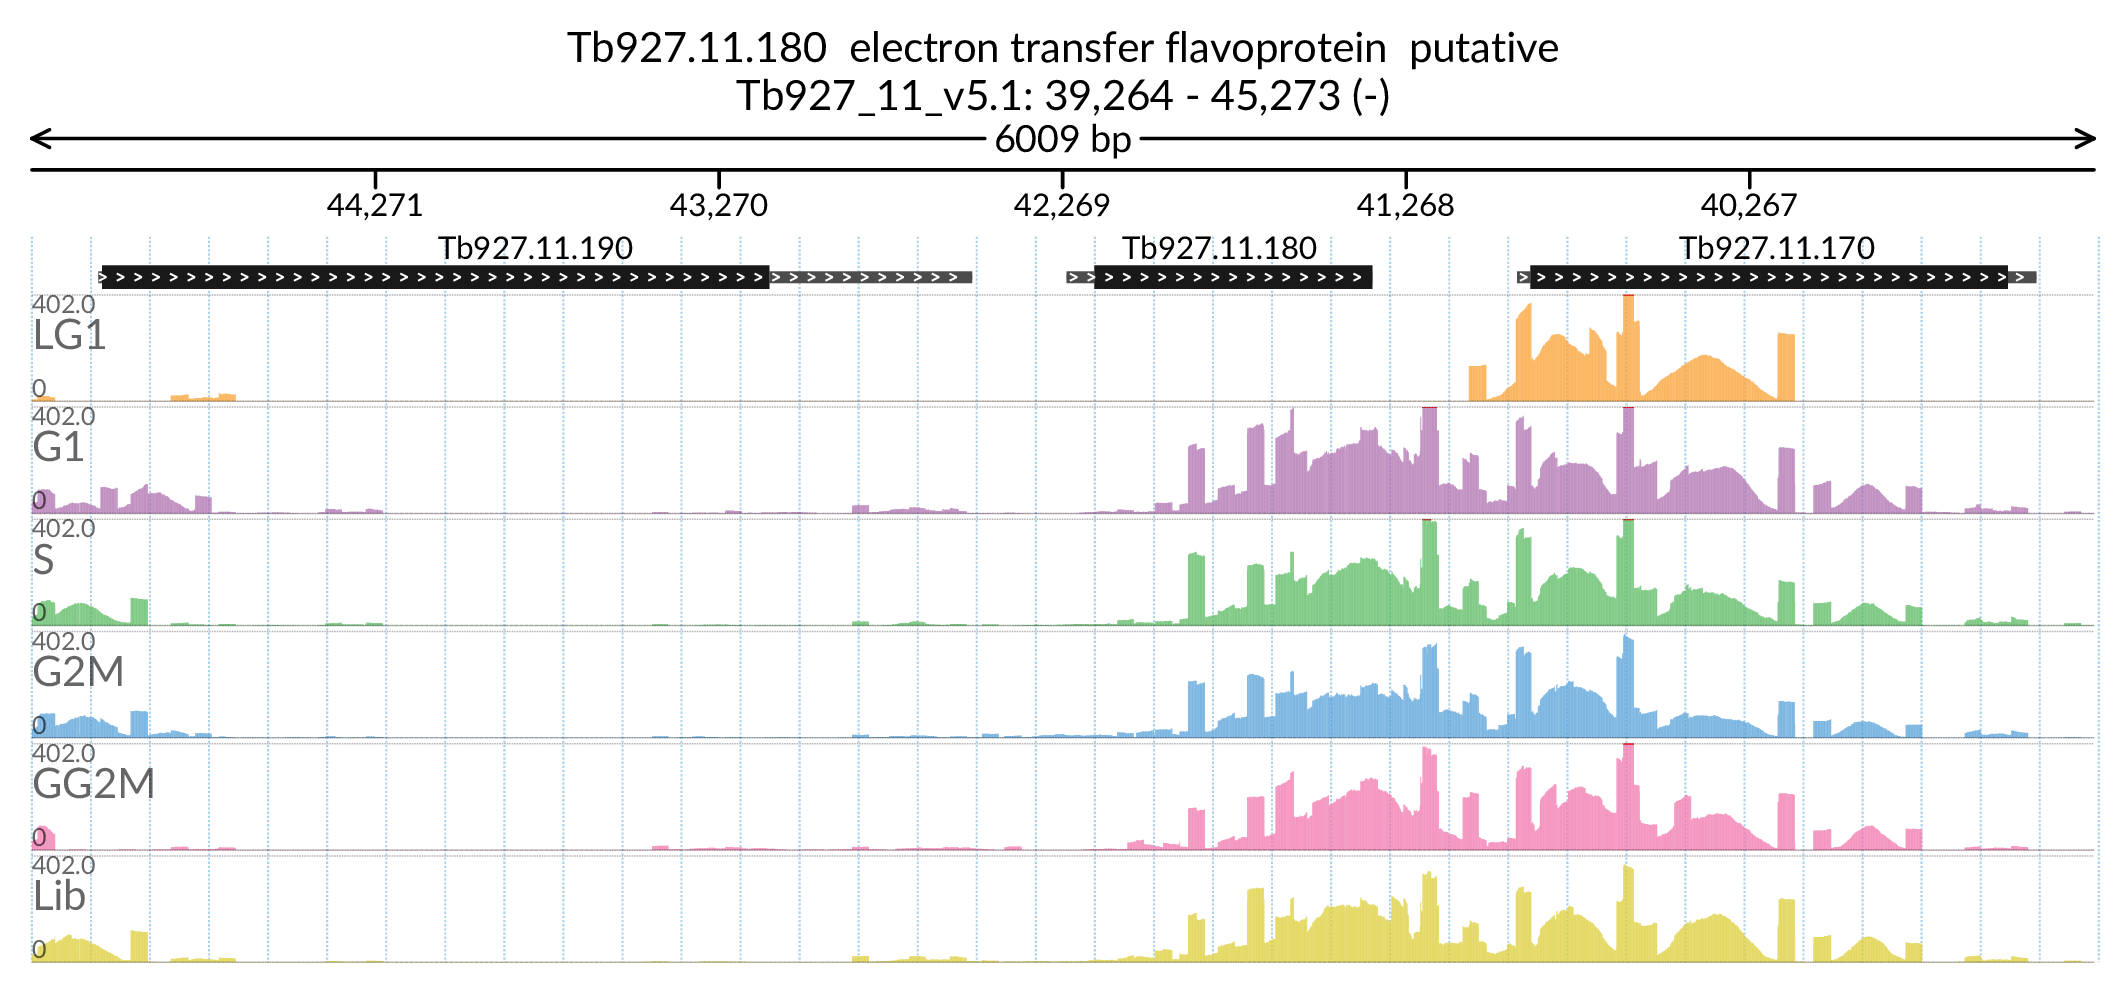 Tb927.11.180  electron transfer flavoprotein  putative
Tb927_11_v5.1: 39,264 - 45,273 (-)
6009 bp
44,271 43,270 42,269 41,268 40,267
Tb927.11.190 Tb927.11.180 Tb927.11.170
402.0
LG1
0
402.0
G1
0
402.0
S
0
402.0
G2M
0
402.0
GG2M
0
402.0
Lib
0